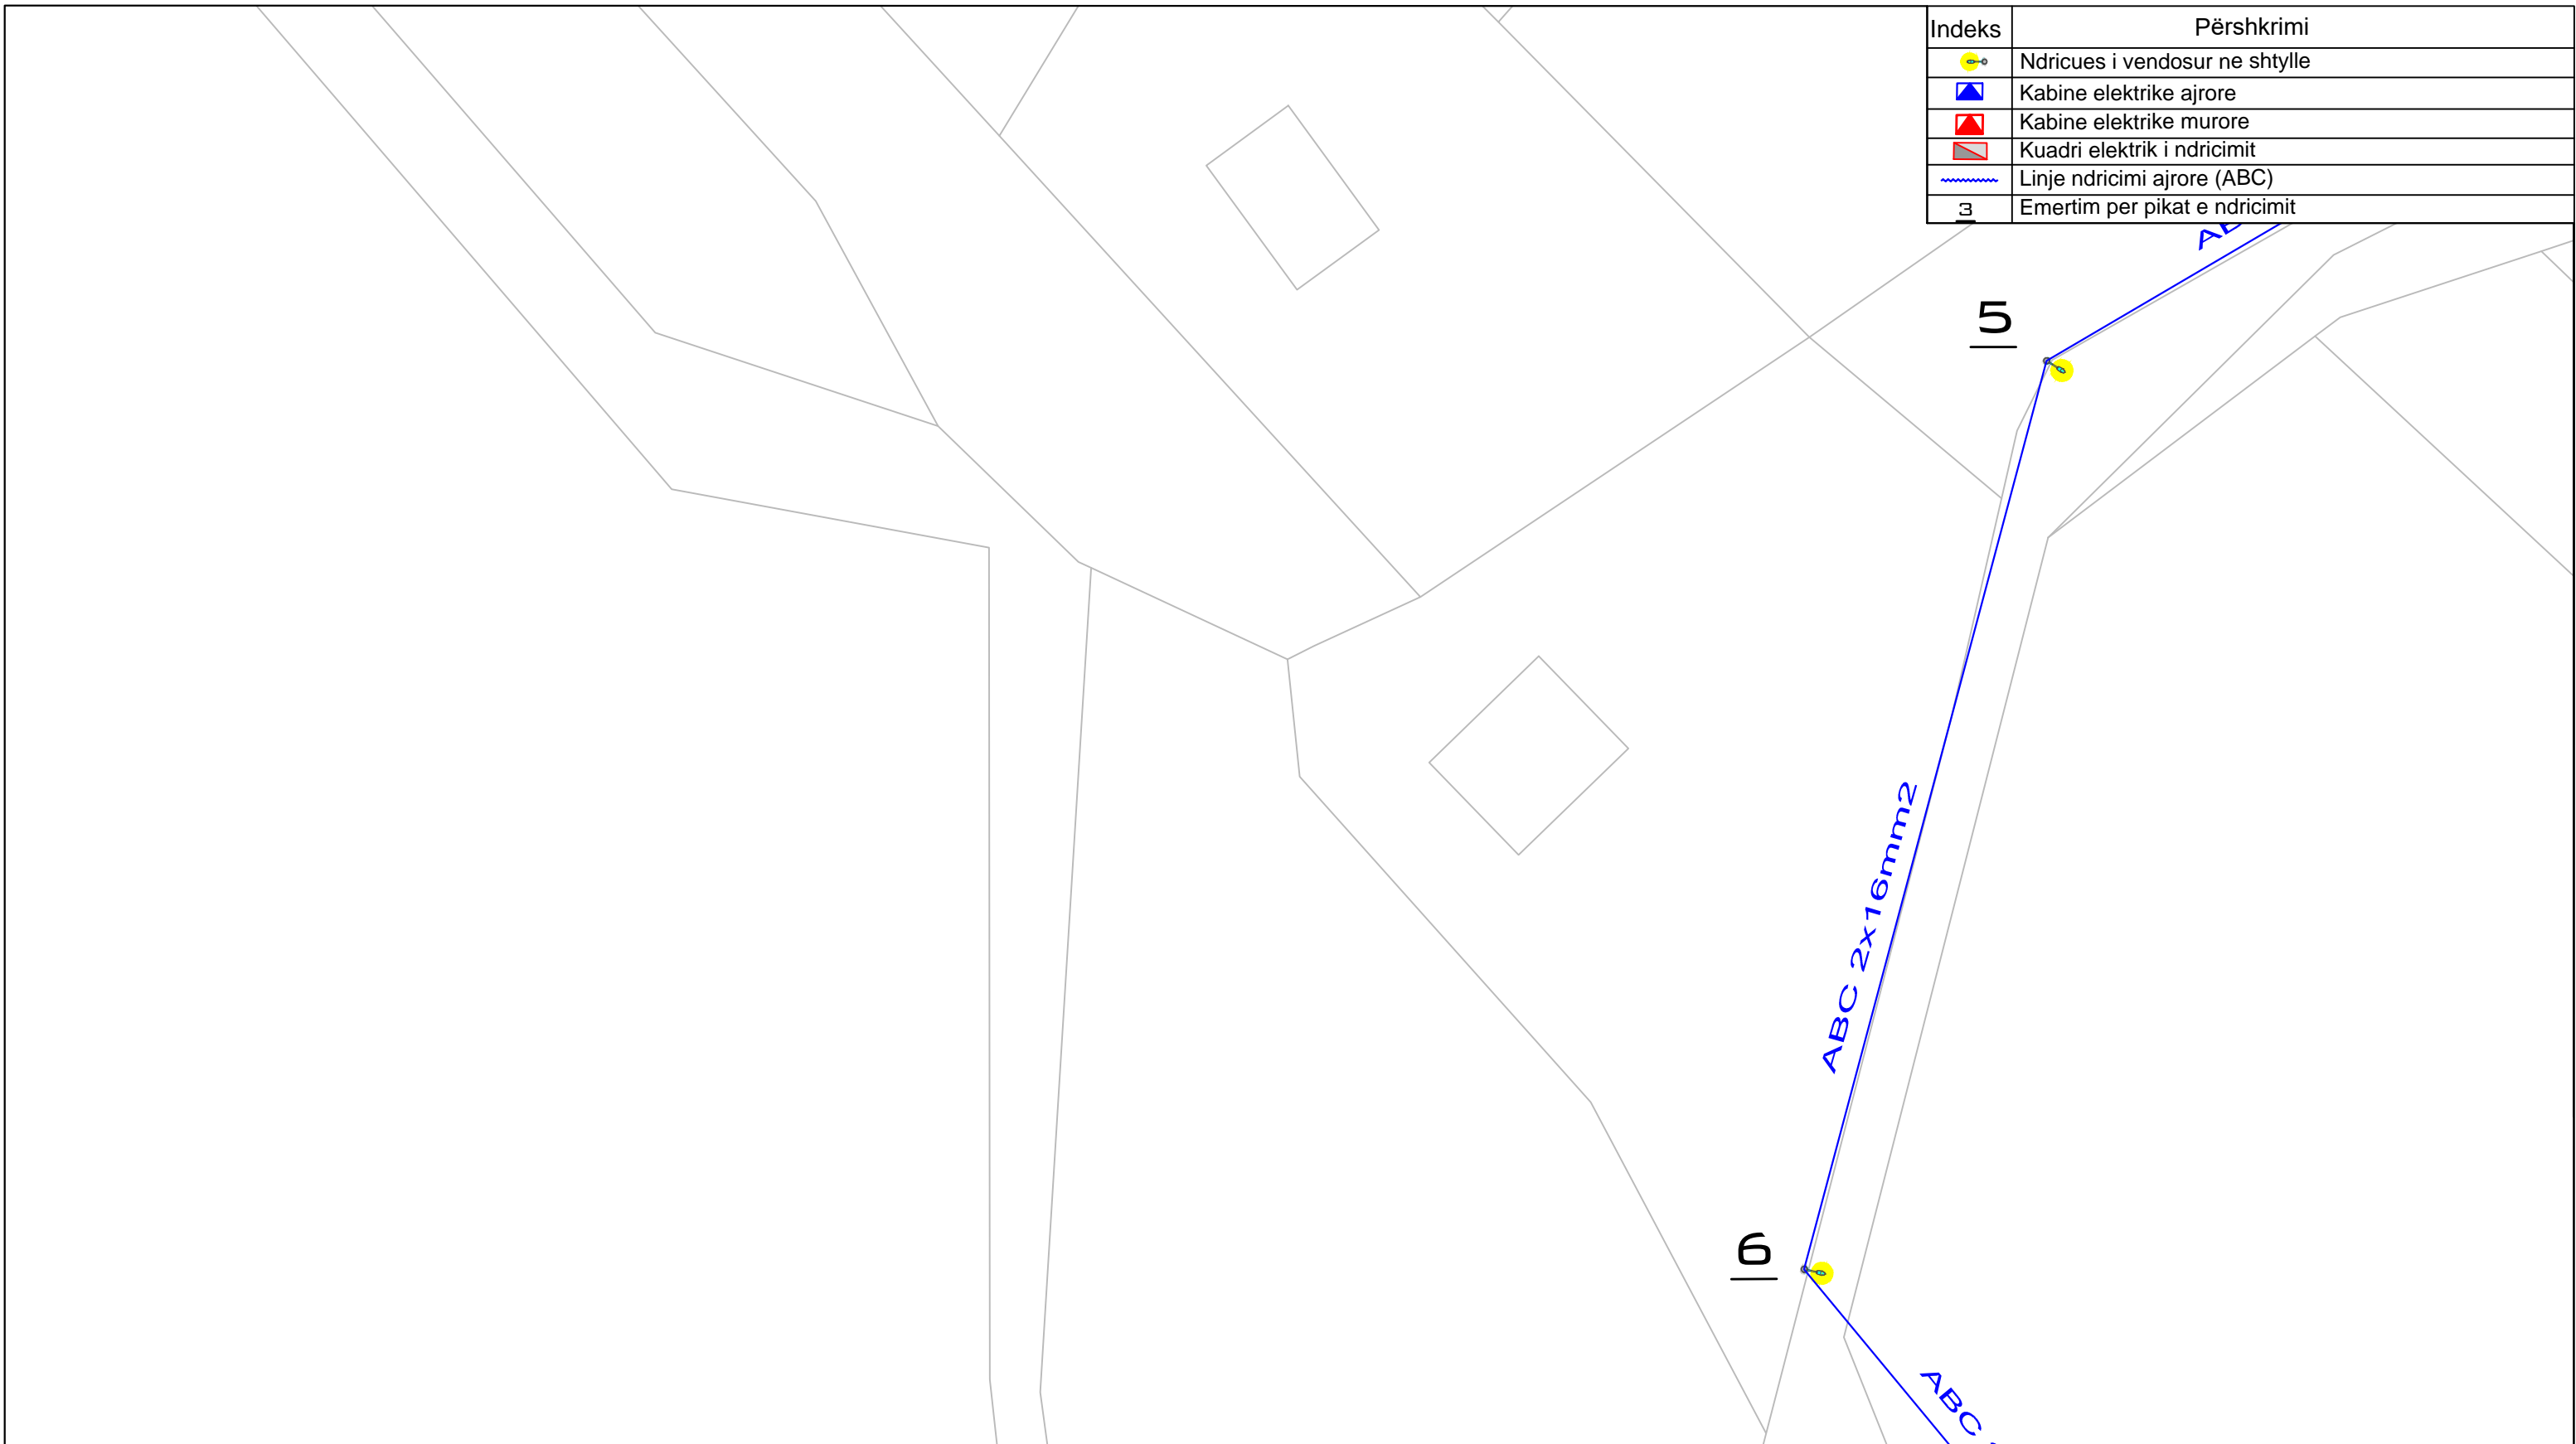 Indeks Përshkrimi
Ndricues i vendosur ne shtylle
Kabine elektrike ajrore
Kabine elektrike murore
Kuadri elektrik i ndricimit
Linje ndricimi ajrore (ABC)
3 Emertim per pikat e ndricimit
5
ABC 2x16mm2
6
ABC